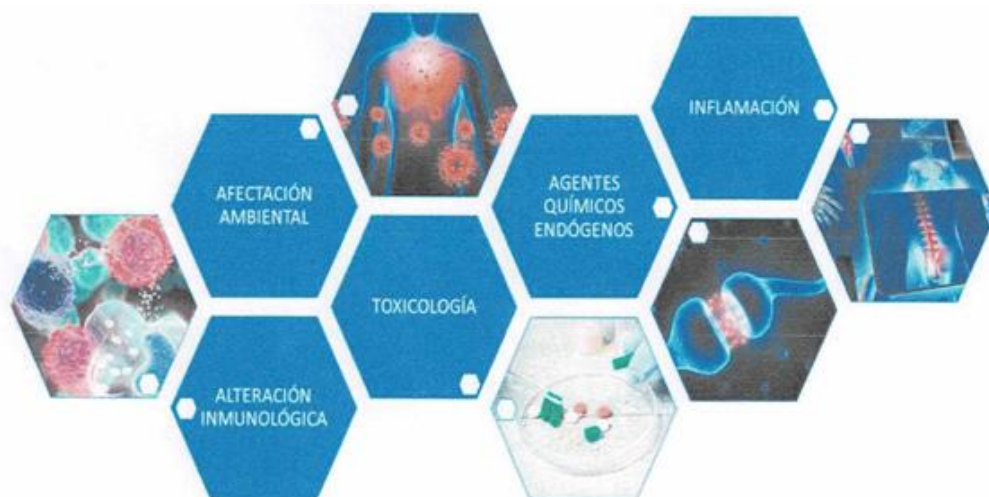 INFLAMACIÓN
AFECTACIÓN
AMBIENTAL
AGENTES
QUÍMICOS
ENDÓGENOS
TOXICOLOGÍA
ALTERACIÓN
INMUNOLÓGICA